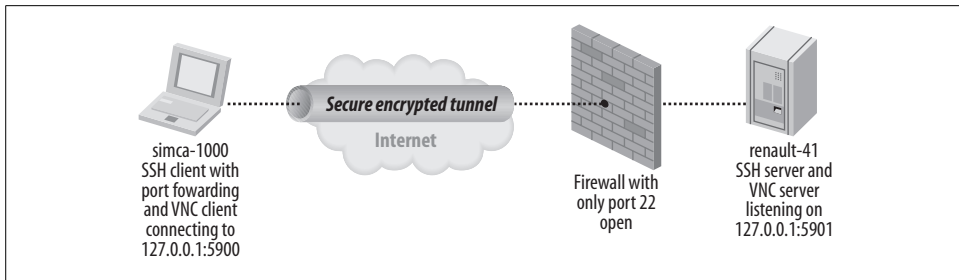 Secure encrypted tunnel
Internet
simca-1000
SSH client with
port fowarding
and VNC client
connecting to
127.0.0.1:5900
Firewall with
only port 22
open
renault-41
SSH server and
VNC server
listening on
127.0.0.1:5901